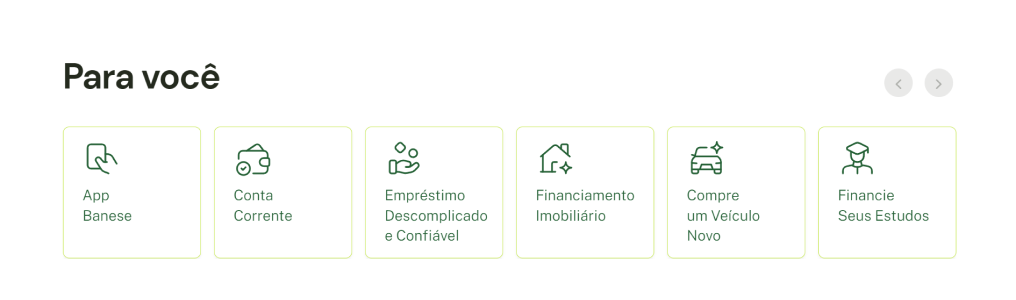 Para você
App
Banese
Conta
Corrente
Empréstimo
Descomplicado
e Confiável
Financiamento
Imobiliário
Compre
um Veículo
Novo
Financie
Seus Estudos